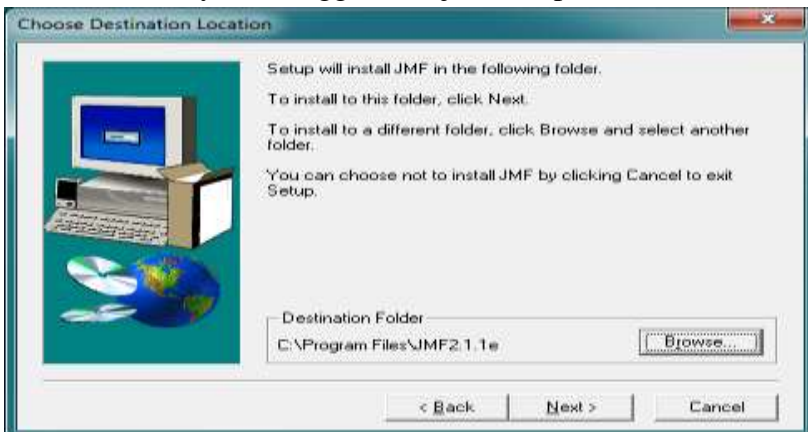 Choose Destination Location
Setup will install JMF in the following folder.
To install to this folder, click Next.
To install to a different folder, click Browse and select another
folder.
You can choose not to install JMF by clicking Cancel to exit
Setup.
Destination Folder
C:\Program Files\JMF2.1.1e
Browse...
< Back
Next >
Cancel